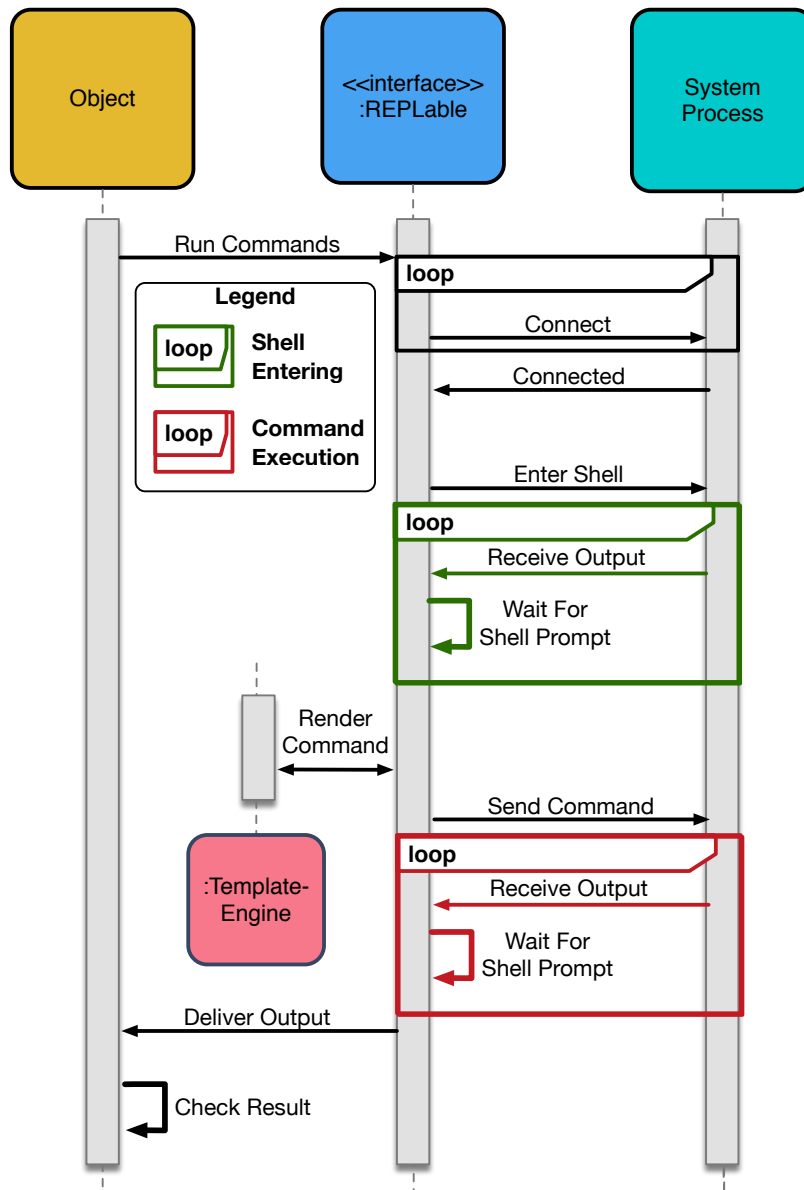 Object
<<interface>>
:REPLable
System
Process
Run Commands
loop
Connect
Legend
loop
Shell
Entering
loop
Command
Execution
Connected
Enter Shell
loop
Receive Output
Wait For
Shell Prompt
Render
Command
Send Command
:Template-
Engine
loop
Receive Output
Wait For
Shell Prompt
Deliver Output
Check Result